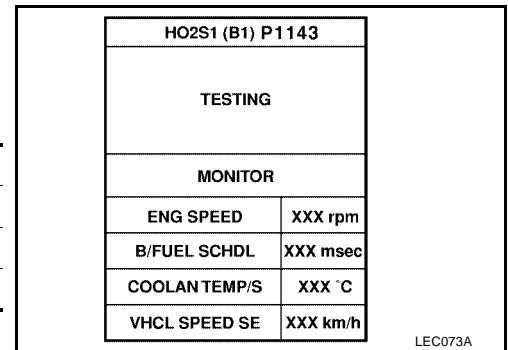 HO2S1 (B1) P1143
TESTING
MONITOR
ENG SPEED XXX rpm
B/FUEL SCHDL XXX msec
COOLAN TEMP/S XXX °C
VHCL SPEED SE XXX km/h
LEC073A